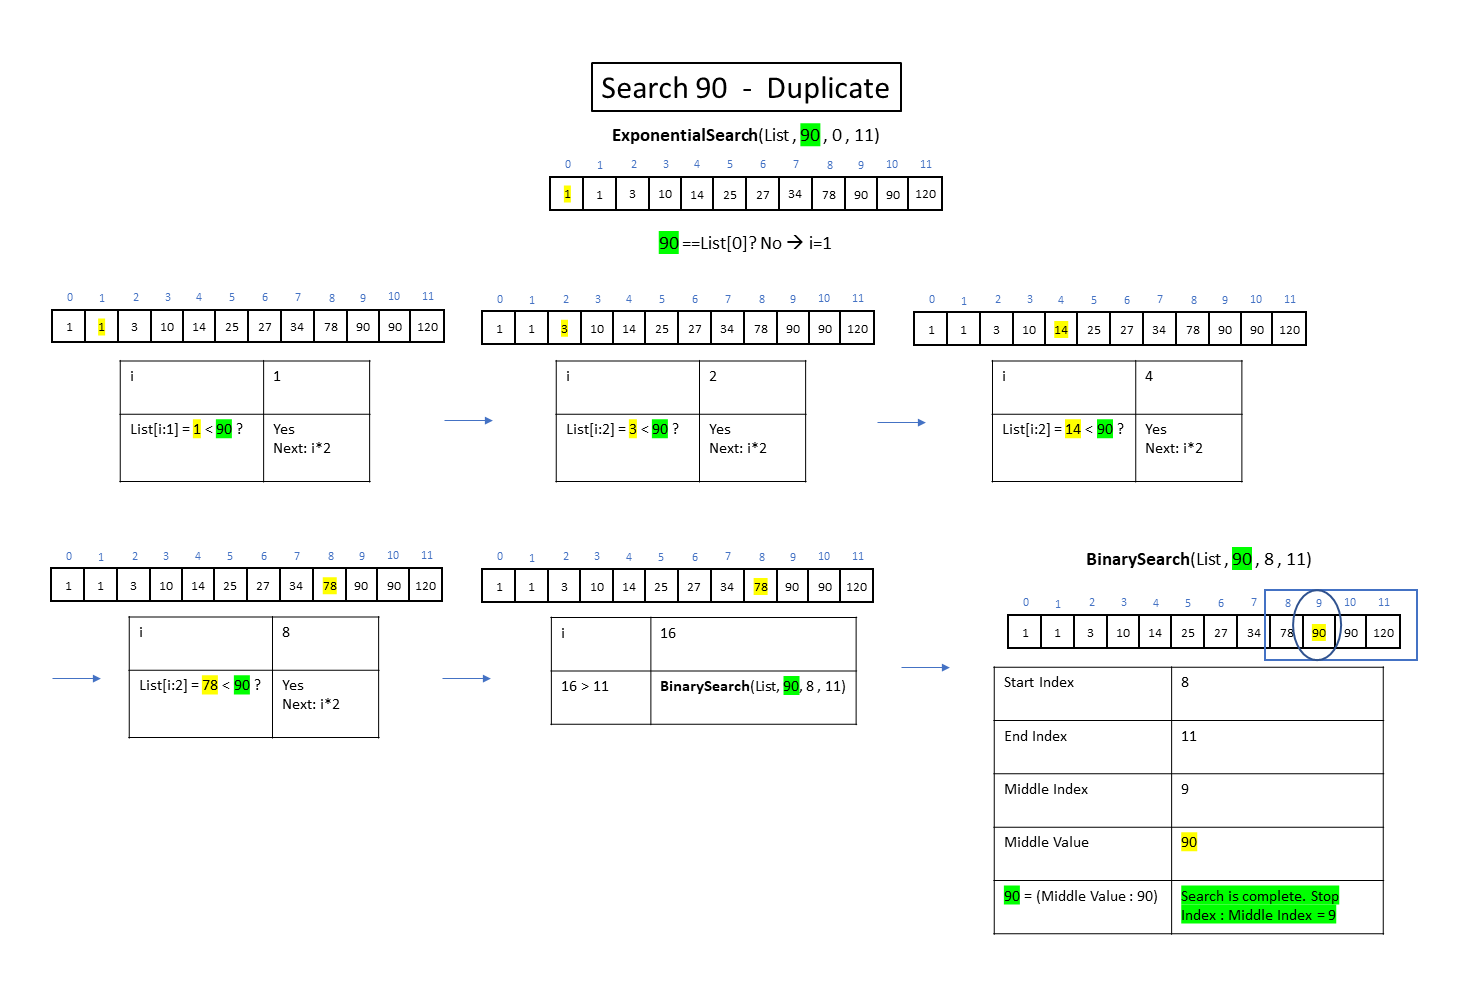 Search 90 - Duplicate
ExponentialSearch(List , 90 , 0 , 11)
0 1 2 3 4 5 6 7 8 9 10 11
1 1 3 10 14 25 27 34 78 90 90 120
90 ==List[0]? No → i=1
0 1 2 3 4 5 6 7 8 9 10 11
1 1 3 10 14 25 27 34 78 90 90 120
i 1
List[i:1] = 1 < 90 ? Yes
Next: i*2
0 1 2 3 4 5 6 7 8 9 10 11
1 1 3 10 14 25 27 34 78 90 90 120
i 2
List[i:2] = 3 < 90 ? Yes
Next: i*2
0 1 2 3 4 5 6 7 8 9 10 11
1 1 3 10 14 25 27 34 78 90 90 120
i 4
List[i:2] = 14 < 90 ? Yes
Next: i*2
0 1 2 3 4 5 6 7 8 9 10 11
1 1 3 10 14 25 27 34 78 90 90 120
i 8
List[i:2] = 78 < 90 ? Yes
Next: i*2
0 1 2 3 4 5 6 7 8 9 10 11
1 1 3 10 14 25 27 34 78 90 90 120
i 16
16 > 11 BinarySearch(List, 90, 8 , 11)
BinarySearch(List , 90 , 8 , 11)
0 1 2 3 4 5 6 7 8 9 10 11
1 1 3 10 14 25 27 34 78 90 90 120
Start Index 8
End Index 11
Middle Index 9
Middle Value 90
90 = (Middle Value : 90) Search is complete. Stop
Index : Middle Index = 9